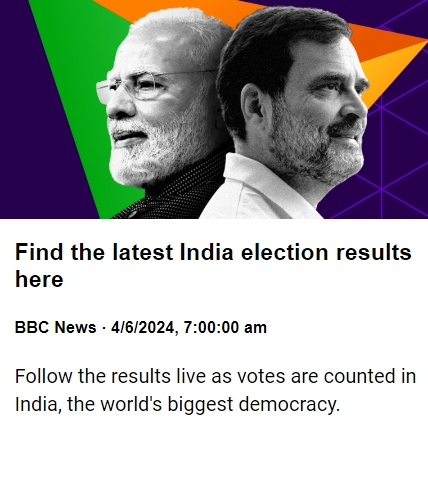 Find the latest India election results
here
BBC News · 4/6/2024, 7:00:00 am
Follow the results live as votes are counted in
India, the world's biggest democracy.